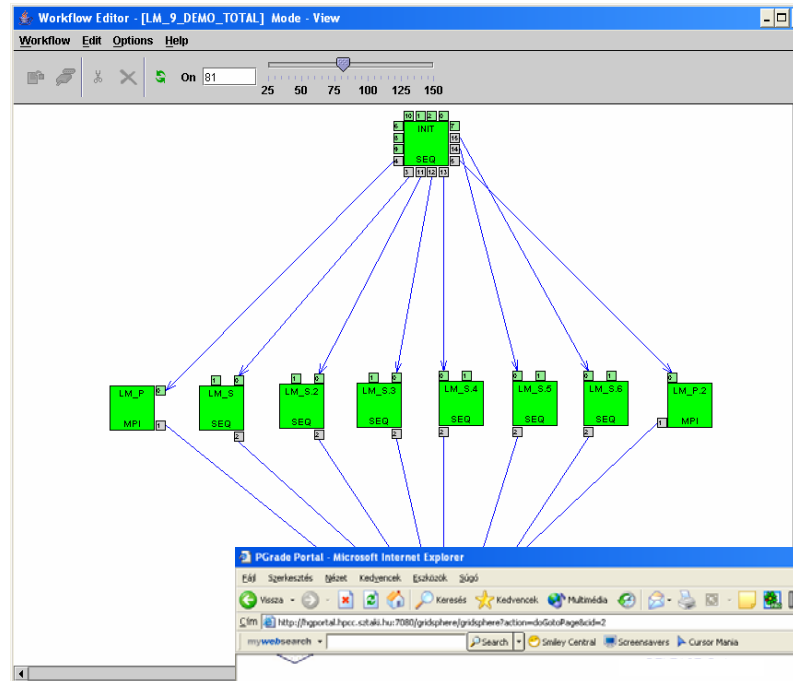 Workflow Editor - [LM_9_DEMO_TOTAL] Mode - View
Workflow Edit Options Help
On 81
25 50 75 100 125 150
10 1 2 0
6 INIT 7
8 15
9 14
4 SEQ 5
3 11 12 13
LM_P 0
MPI 1
1 0
LM_S
SEQ
2
1 0
LM_S.2
SEQ
2
1 0
LM_S.3
SEQ
2
0 1
LM_S.4
SEQ
2
0 1
LM_S.5
SEQ
2
0 1
LM_S.6
SEQ
2
0
LM_P.2
1 MPI
PGrade Portal - Microsoft Internet Explorer
Fájl Szerkesztés Nézet Kedvencek Eszközök Súgó
Vissza Keresés Kedvencek Multimédia
Cím http://hgportal.hpcc.sztaki.hu:7080/gridsphere/gridsphere?action=doGotoPage&cid=2
mywebsearch Search Smiley Central Screensavers Cursor Mania